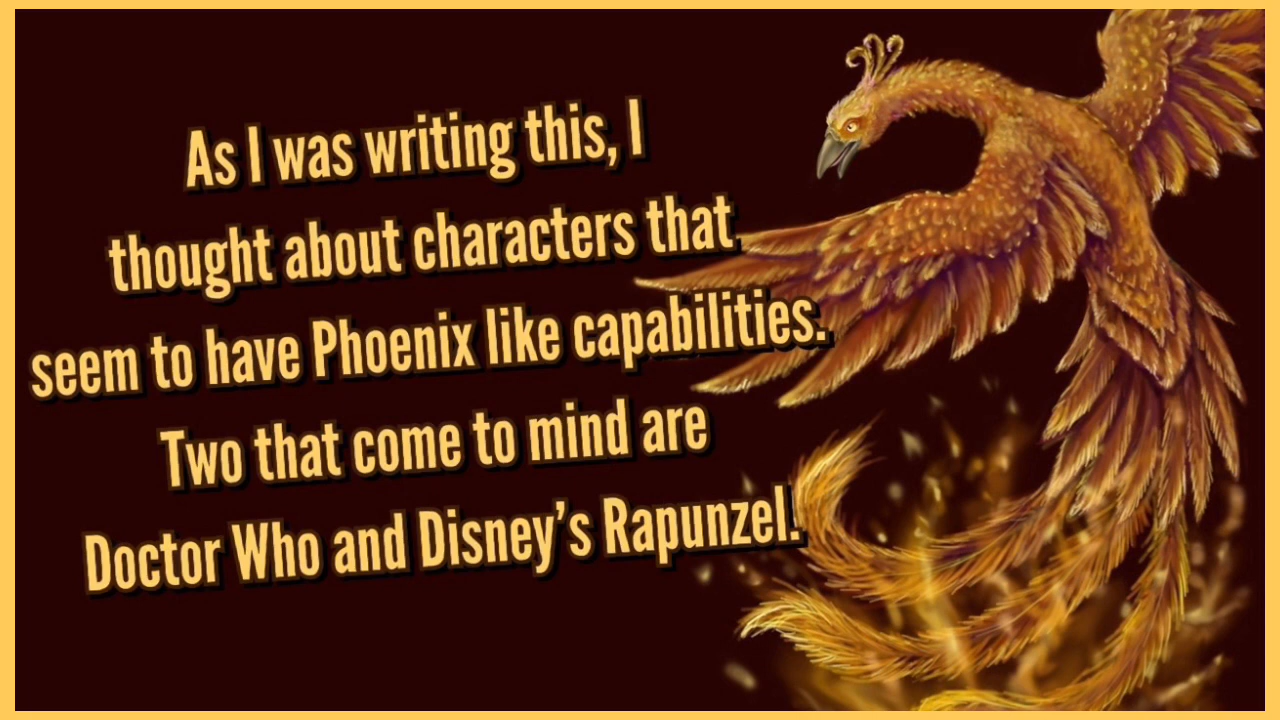 As I was writing this, I
thought about characters that
seem to have Phoenix like capabilities.
Two that come to mind are
Doctor Who and Disney’s Rapunzel.